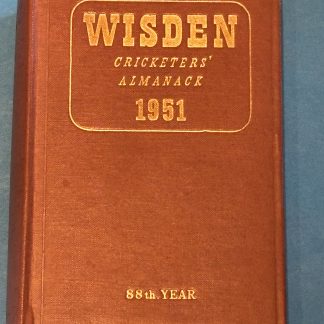 WISDEN
CRICKETERS'
ALMANACK
1951
88th. YEAR